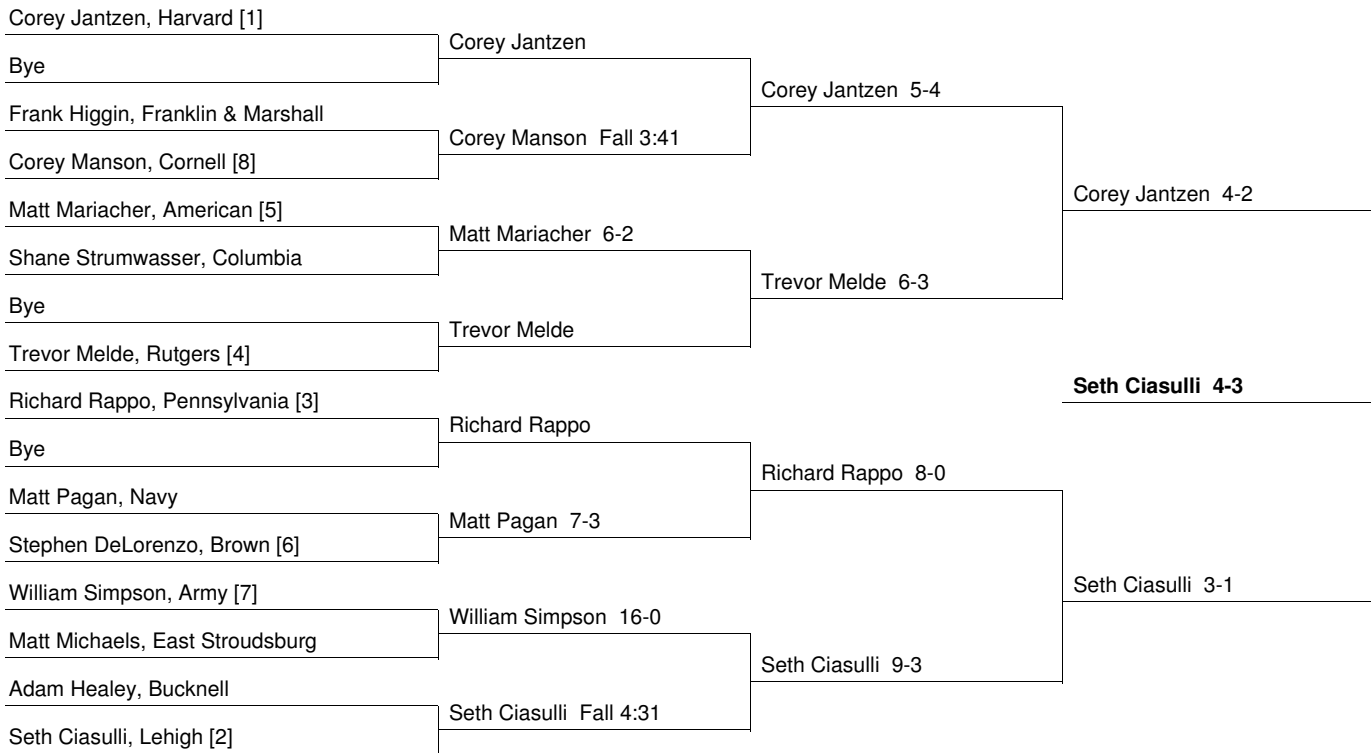 Corey Jantzen, Harvard [1]
Bye
Frank Higgin, Franklin & Marshall
Corey Manson, Cornell [8]
Matt Mariacher, American [5]
Shane Strumwasser, Columbia
Bye
Trevor Melde, Rutgers [4]
Richard Rappo, Pennsylvania [3]
Bye
Matt Pagan, Navy
Stephen DeLorenzo, Brown [6]
William Simpson, Army [7]
Matt Michaels, East Stroudsburg
Adam Healey, Bucknell
Seth Ciasulli, Lehigh [2]
Corey Jantzen
Corey Manson Fall 3:41
Matt Mariacher 6-2
Trevor Melde
Richard Rappo
Matt Pagan 7-3
William Simpson 16-0
Seth Ciasulli Fall 4:31
Corey Jantzen 5-4
Trevor Melde 6-3
Richard Rappo 8-0
Seth Ciasulli 9-3
Corey Jantzen 4-2
Seth Ciasulli 4-3
Seth Ciasulli 3-1